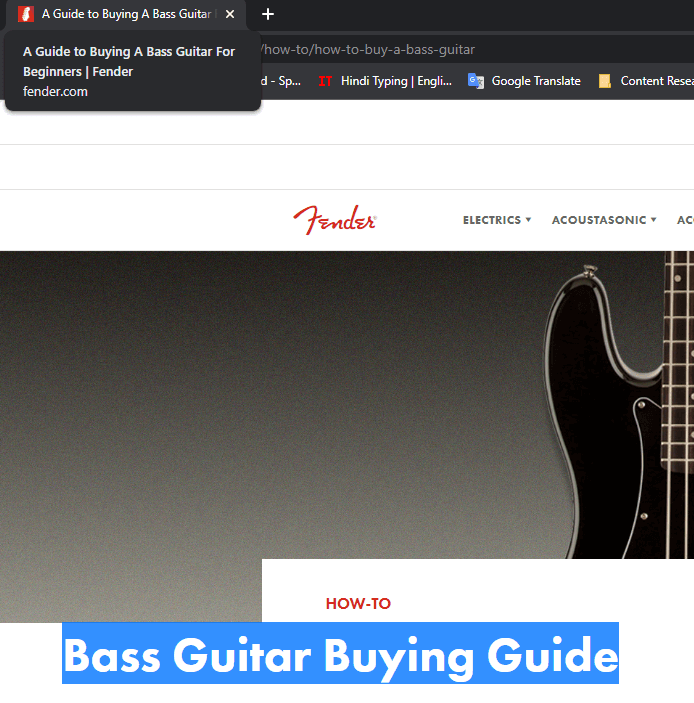 A Guide to Buying A Bass Guitar
A Guide to Buying A Bass Guitar For
Beginners | Fender
fender.com
/how-to/how-to-buy-a-bass-guitar
d - Sp...
IT Hindi Typing | Engli...
Google Translate
Content Resea
Fender
ELECTRICS
ACOUSTASONIC
AC
HOW-TO
Bass Guitar Buying Guide